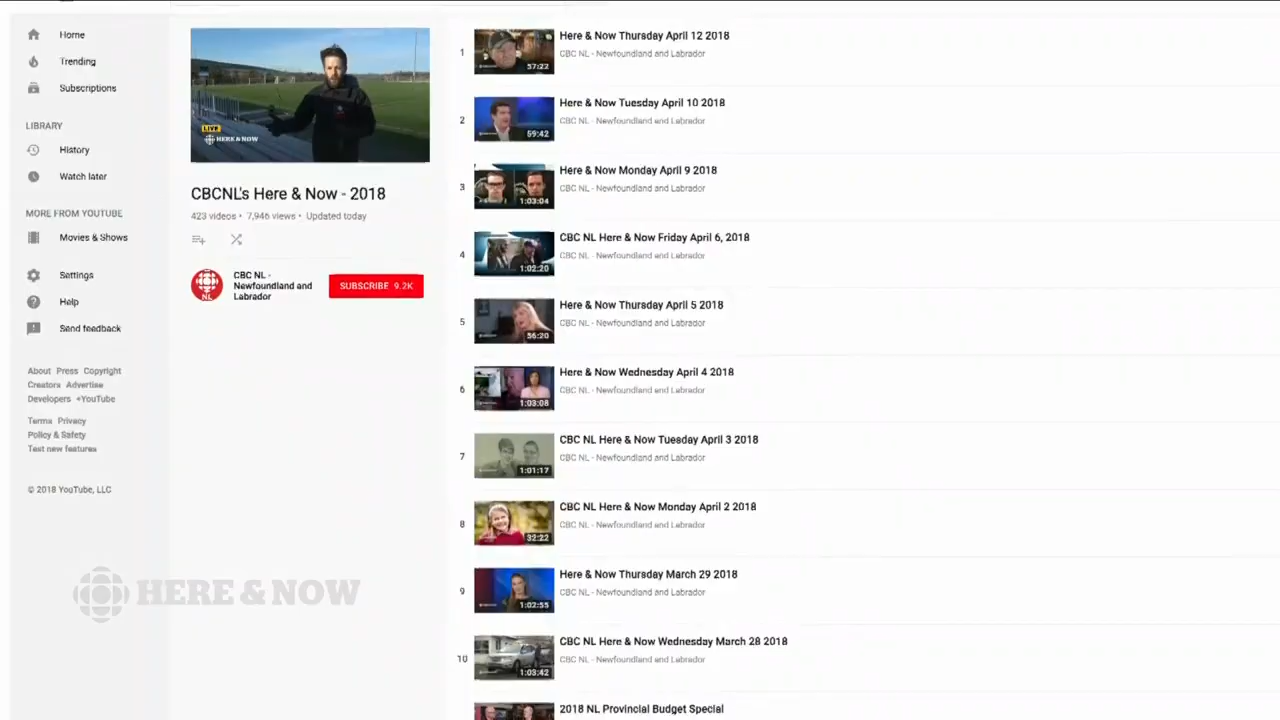 Home
Trending
Subscriptions
LIBRARY
History
Watch later
MORE FROM YOUTUBE
Movies & Shows
Settings
Help
Send feedback
About Press Copyright
Creators Advertise
Developers +YouTube
Terms Privacy
Policy & Safety
Test new features
© 2018 YouTube, LLC
LIVE
HERE & NOW
CBCNL's Here & Now - 2018
423 videos • 7,946 views • Updated today
NL
CBC NL -
Newfoundland and
Labrador
SUBSCRIBE 9.2K
HERE & NOW
1
57:22
Here & Now Thursday April 12 2018
CBC NL - Newfoundland and Labrador
2
59:42
Here & Now Tuesday April 10 2018
CBC NL - Newfoundland and Labrador
3
1:03:04
Here & Now Monday April 9 2018
CBC NL - Newfoundland and Labrador
4
1:02:20
CBC NL Here & Now Friday April 6, 2018
CBC NL - Newfoundland and Labrador
5
56:20
Here & Now Thursday April 5 2018
CBC NL - Newfoundland and Labrador
6
1:03:08
Here & Now Wednesday April 4 2018
CBC NL - Newfoundland and Labrador
7
1:01:17
CBC NL Here & Now Tuesday April 3 2018
CBC NL - Newfoundland and Labrador
8
32:22
CBC NL Here & Now Monday April 2 2018
CBC NL - Newfoundland and Labrador
9
1:02:55
Here & Now Thursday March 29 2018
CBC NL - Newfoundland and Labrador
10
1:03:42
CBC NL Here & Now Wednesday March 28 2018
CBC NL - Newfoundland and Labrador
2018 NL Provincial Budget Special